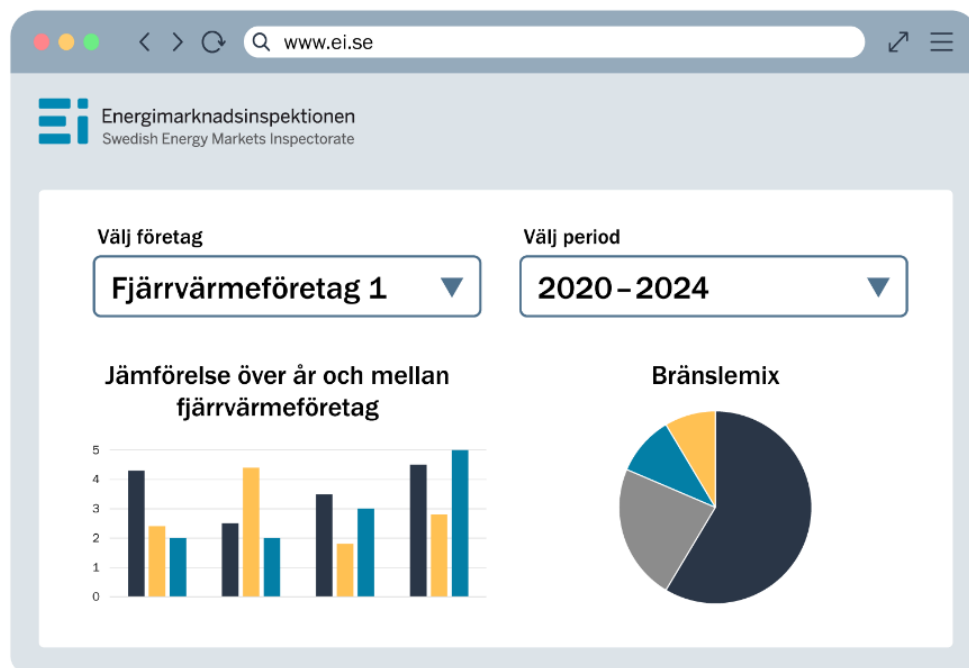 www.ei.se
Energimarknadsinspektionen
Swedish Energy Markets Inspectorate
Välj företag
Fjärrvärmeföretag 1
Välj period
2020–2024
Jämförelse över år och mellan
fjärrvärmeföretag
5
4
3
2
1
0
Bränslemix